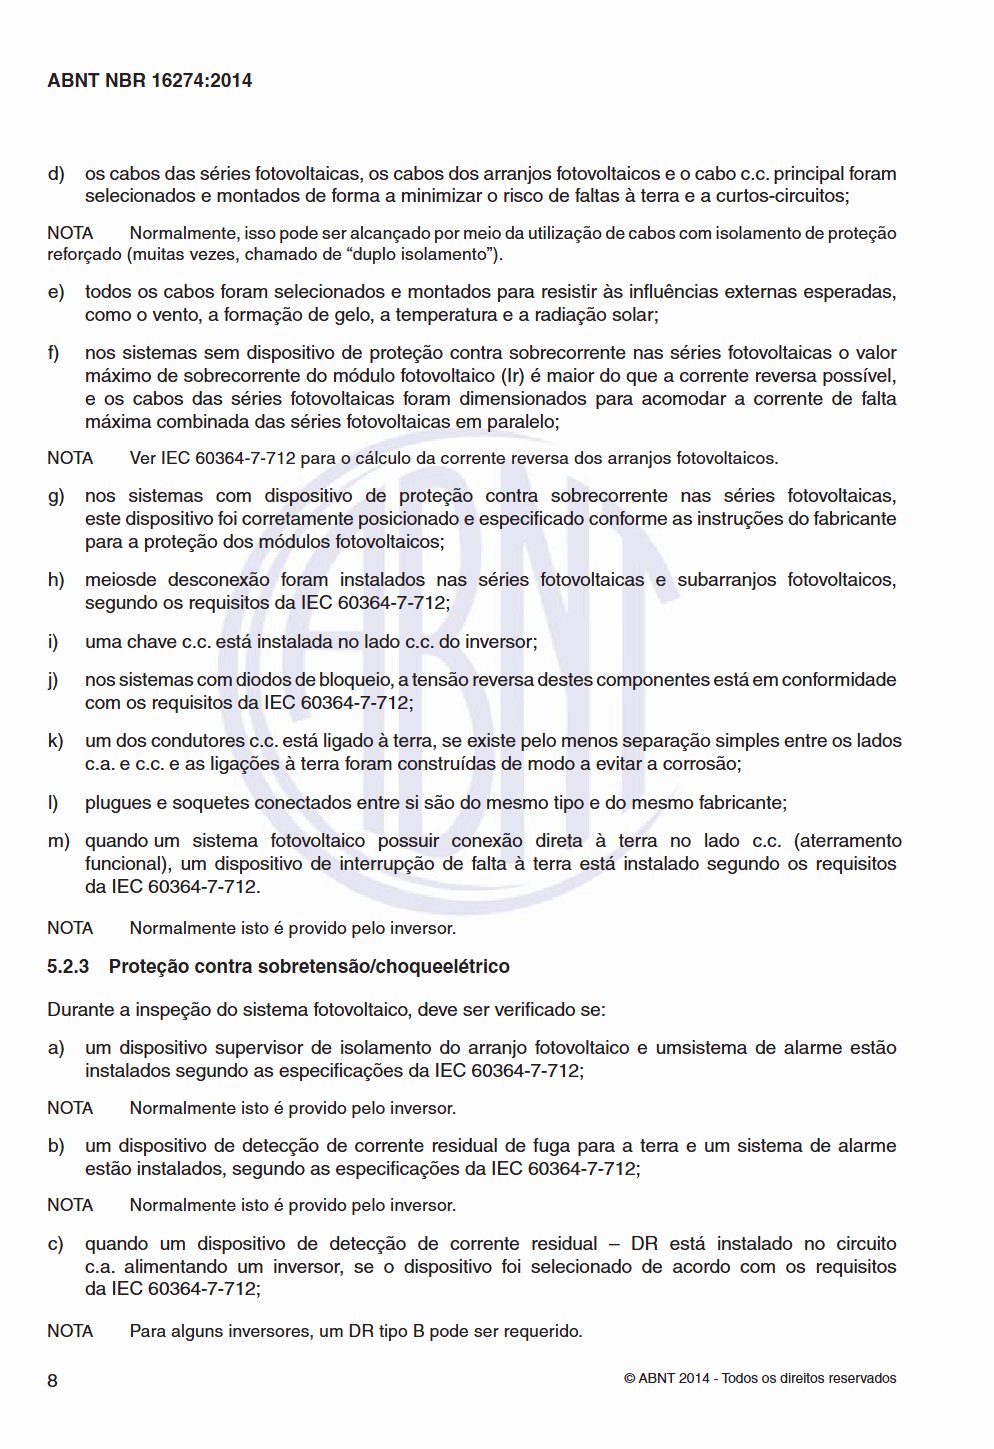 ABNT NBR 16274:2014
d) os cabos das séries fotovoltaicas, os cabos dos arranjos fotovoltaicos e o cabo c.c. principal foram
selecionados e montados de forma a minimizar o risco de faltas à terra e a curtos-circuitos;
NOTA Normalmente, isso pode ser alcançado por meio da utilização de cabos com isolamento de proteção
reforçado (muitas vezes, chamado de “duplo isolamento”).
e) todos os cabos foram selecionados e montados para resistir às influências externas esperadas,
como o vento, a formação de gelo, a temperatura e a radiação solar;
f) nos sistemas sem dispositivo de proteção contra sobrecorrente nas séries fotovoltaicas o valor
máximo de sobrecorrente do módulo fotovoltaico (Ir) é maior do que a corrente reversa possível,
e os cabos das séries fotovoltaicas foram dimensionados para acomodar a corrente de falta
máxima combinada das séries fotovoltaicas em paralelo;
NOTA Ver IEC 60364-7-712 para o cálculo da corrente reversa dos arranjos fotovoltaicos.
g) nos sistemas com dispositivo de proteção contra sobrecorrente nas séries fotovoltaicas,
este dispositivo foi corretamente posicionado e especificado conforme as instruções do fabricante
para a proteção dos módulos fotovoltaicos;
h) meiosde desconexão foram instalados nas séries fotovoltaicas e subarranjos fotovoltaicos,
segundo os requisitos da IEC 60364-7-712;
i) uma chave c.c. está instalada no lado c.c. do inversor;
j) nos sistemas com diodos de bloqueio, a tensão reversa destes componentes está em conformidade
com os requisitos da IEC 60364-7-712;
k) um dos condutores c.c. está ligado à terra, se existe pelo menos separação simples entre os lados
c.a. e c.c. e as ligações à terra foram construídas de modo a evitar a corrosão;
l) plugues e soquetes conectados entre si são do mesmo tipo e do mesmo fabricante;
m) quando um sistema fotovoltaico possuir conexão direta à terra no lado c.c. (aterramento
funcional), um dispositivo de interrupção de falta à terra está instalado segundo os requisitos
da IEC 60364-7-712.
NOTA Normalmente isto é provido pelo inversor.
5.2.3 Proteção contra sobretensão/choqueelétrico
Durante a inspeção do sistema fotovoltaico, deve ser verificado se:
a) um dispositivo supervisor de isolamento do arranjo fotovoltaico e umsistema de alarme estão
instalados segundo as especificações da IEC 60364-7-712;
NOTA Normalmente isto é provido pelo inversor.
b) um dispositivo de detecção de corrente residual de fuga para a terra e um sistema de alarme
estão instalados, segundo as especificações da IEC 60364-7-712;
NOTA Normalmente isto é provido pelo inversor.
c) quando um dispositivo de detecção de corrente residual – DR está instalado no circuito
c.a. alimentando um inversor, se o dispositivo foi selecionado de acordo com os requisitos
da IEC 60364-7-712;
NOTA Para alguns inversores, um DR tipo B pode ser requerido.
8 © ABNT 2014 - Todos os direitos reservados
ABNT